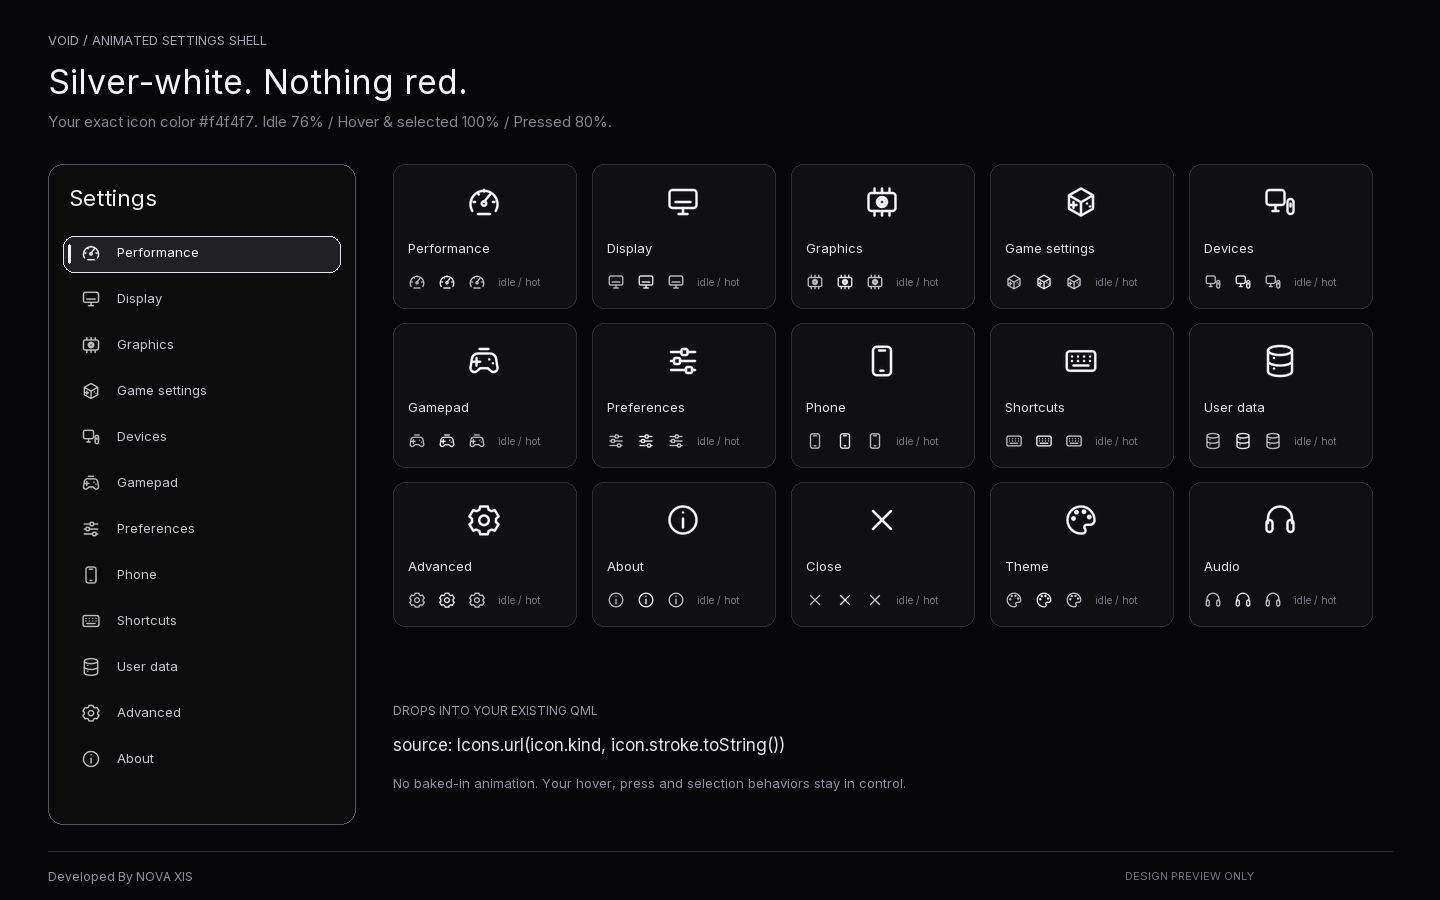 VOID / ANIMATED SETTINGS SHELL
Silver-white. Nothing red.
Your exact icon color #f4f4f7. Idle 76% / Hover & selected 100% / Pressed 80%.
Settings
Performance
Display
Graphics
Game settings
Devices
Gamepad
Preferences
Phone
Shortcuts
User data
Advanced
About
Performance
idle / hot
Display
idle / hot
Graphics
idle / hot
Game settings
idle / hot
Devices
idle / hot
Gamepad
idle / hot
Preferences
idle / hot
Phone
idle / hot
Shortcuts
idle / hot
User data
idle / hot
Advanced
idle / hot
About
idle / hot
Close
idle / hot
Theme
idle / hot
Audio
idle / hot
DROPS INTO YOUR EXISTING QML
source: Icons.url(icon.kind, icon.stroke.toString())
No baked-in animation. Your hover, press and selection behaviors stay in control.
Developed By NOVA XIS
DESIGN PREVIEW ONLY